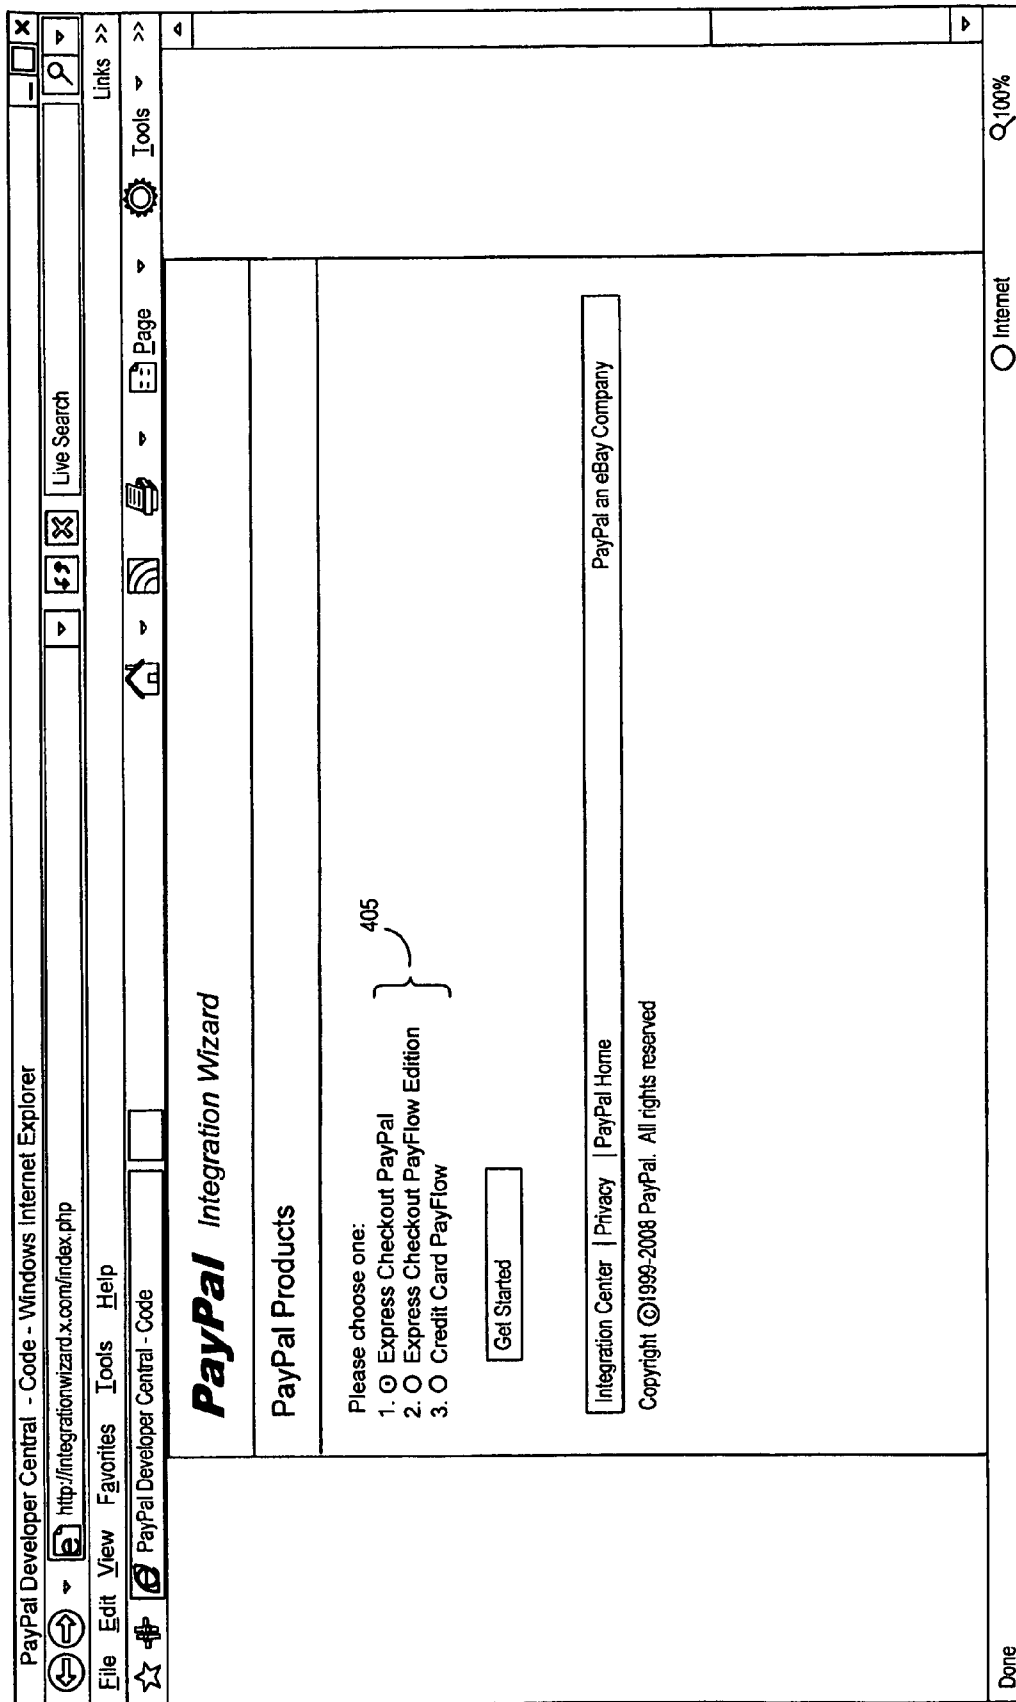 PayPal Developer Central - Code - Windows Internet Explorer
http://integrationwizard.x.com/index.php
Live Search
File Edit View Favorites Tools Help
Links >>
PayPal Developer Central - Code
Page
Tools
>>
PayPal Integration Wizard
PayPal Products
Please choose one:
1. Express Checkout PayPal
2. Express Checkout PayFlow Edition
3. Credit Card PayFlow
405
Get Started
Integration Center | Privacy | PayPal Home
PayPal an eBay Company
Copyright ©1999-2008 PayPal. All rights reserved
Done
Internet
100%